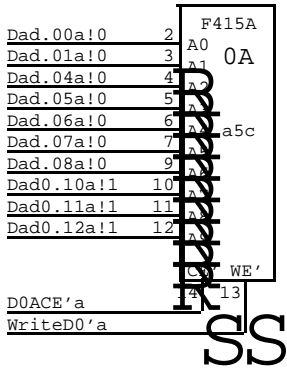 F415A
Dad.00a!0 2 A0 0A
Dad.01a!0 3 A1
Dad.04a!0 4 A2
Dad.05a!0 5
Dad.06a!0 6 a5c
Dad.07a!0 7
Dad.08a!0 9
Dad0.10a!1 10
Dad0.11a!1 11
Dad0.12a!1 12
WE'
14 13
D0ACE'a
WriteD0'a
SS